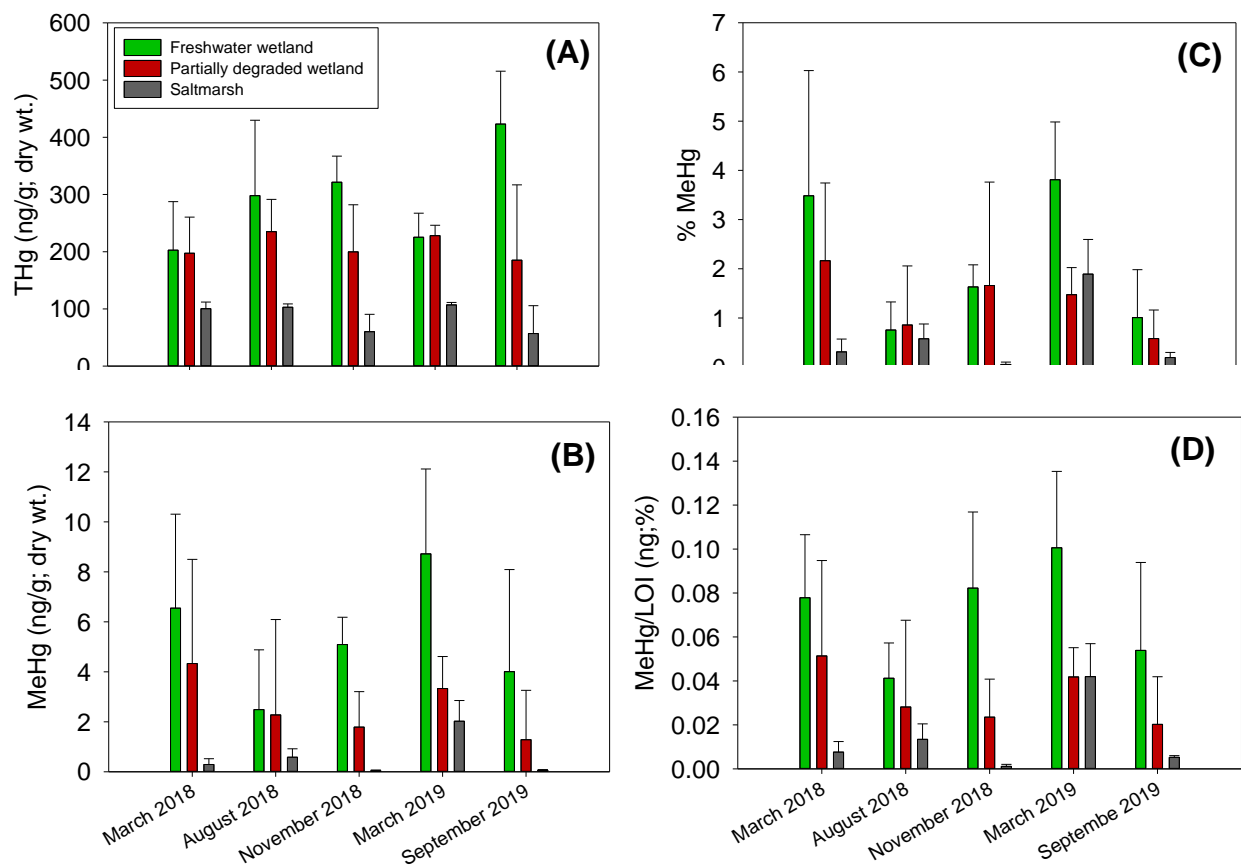 600
500
400
300
200
100
0
THg (ng/g; dry wt.)
Freshwater wetland
Partially degraded wetland
Saltmarsh
(A)
7
6
5
4
3
2
1
0
% MeHg
(C)
14
12
10
8
6
4
2
0
MeHg (ng/g; dry wt.)
(B)
March 2018
August 2018
November 2018
March 2019
September 2019
0.16
0.14
0.12
0.10
0.08
0.06
0.04
0.02
0.00
MeHg/LOI (ng;%)
(D)
March 2018
August 2018
November 2018
March 2019
Septembe 2019